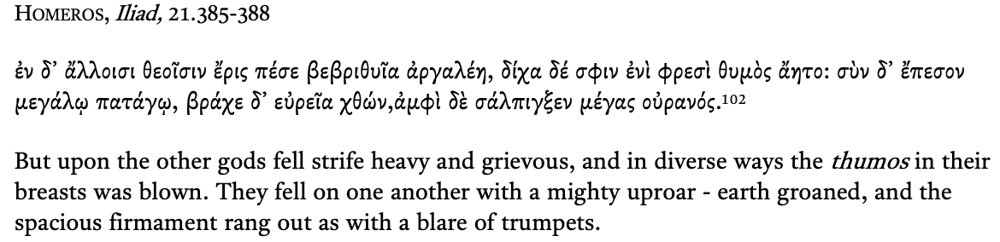 HOMEROS, Iliad, 21.385-388
ἐν δ’ ἄλλοισι θεοῖσιν ἔρις πέσε βεβριθυῖα ἀργαλέη, δίχα δέ σφιν ἐνὶ φρεσὶ θυμὸς ἄητο: σὺν δ’ ἔπεσον
μεγάλῳ πατάγῳ, βράχε δ’ εὐρεῖα χθών,ἀμφὶ δὲ σάλπιγξεν μέγας οὐρανός.¹⁰²
But upon the other gods fell strife heavy and grievous, and in diverse ways the thumos in their
breasts was blown. They fell on one another with a mighty uproar - earth groaned, and the
spacious firmament rang out as with a blare of trumpets.